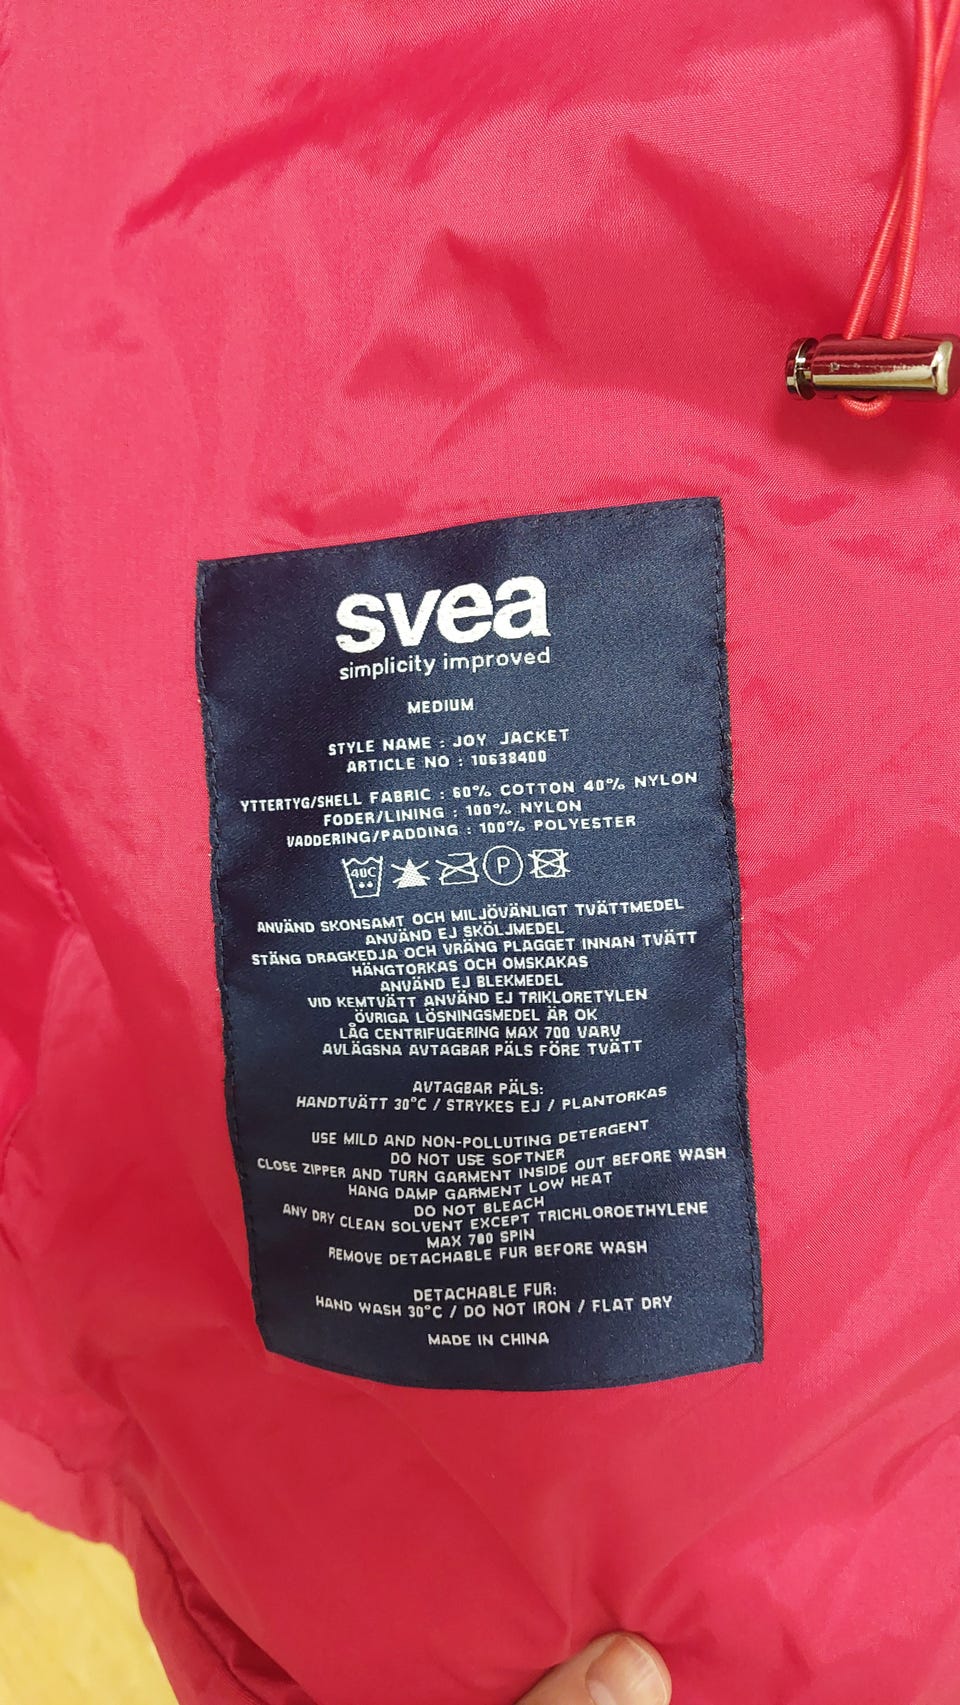 svea
simplicity improved
MEDIUM
STYLE NAME : JOY JACKET
ARTICLE NO : 10638400
YTTERTYG/SHELL FABRIC : 60% COTTON 40% NYLON
FODER/LINING : 100% NYLON
VADDERING/PADDING : 100% POLYESTER
40C P
ANVÄND SKONSAMT OCH MILJÖVÄNLIGT TVÄTTMEDEL
ANVÄND EJ SKÖLJMEDEL
STÄNG DRAGKEDJA OCH VRÄNG PLAGGET INNAN TVÄTT
HÄNGTORKAS OCH OMSKAKAS
ANVÄND EJ BLEKMEDEL
VID KEMTVÄTT ANVÄND EJ TRIKLORETYLEN
ÖVRIGA LÖSNINGSMEDEL ÄR OK
LÅG CENTRIFUGERING MAX 700 VARV
AVLÄGSNA AVTAGBAR PÄLS FÖRE TVÄTT
AVTAGBAR PÄLS:
HANDTVÄTT 30°C / STRYKES EJ / PLANTORKAS
USE MILD AND NON-POLLUTING DETERGENT
DO NOT USE SOFTNER
CLOSE ZIPPER AND TURN GARMENT INSIDE OUT BEFORE WASH
HANG DAMP GARMENT LOW HEAT
DO NOT BLEACH
ANY DRY CLEAN SOLVENT EXCEPT TRICHLOROETHYLENE
MAX 700 SPIN
REMOVE DETACHABLE FUR BEFORE WASH
DETACHABLE FUR:
HAND WASH 30°C / DO NOT IRON / FLAT DRY
MADE IN CHINA